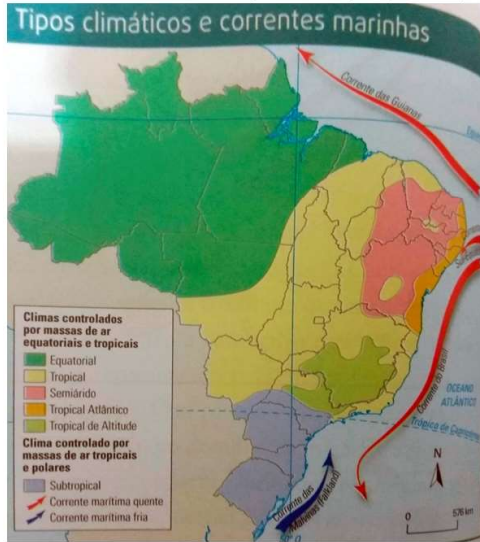 Tipos climáticos e correntes marinhas
Corrente das Guianas
Corrente do Brasil
OCEANO
ATLÂNTICO
Trópico de
N
0
576 km
Corrente das
Malvinas (Falkland)
Climas controlados
por massas de ar
equatoriais e tropicais
Equatorial
Tropical
Semiárido
Tropical Atlântico
Tropical de Altitude
Clima controlado por
massas de ar tropicais
e polares
Subtropical
Corrente marítima quente
Corrente marítima fria